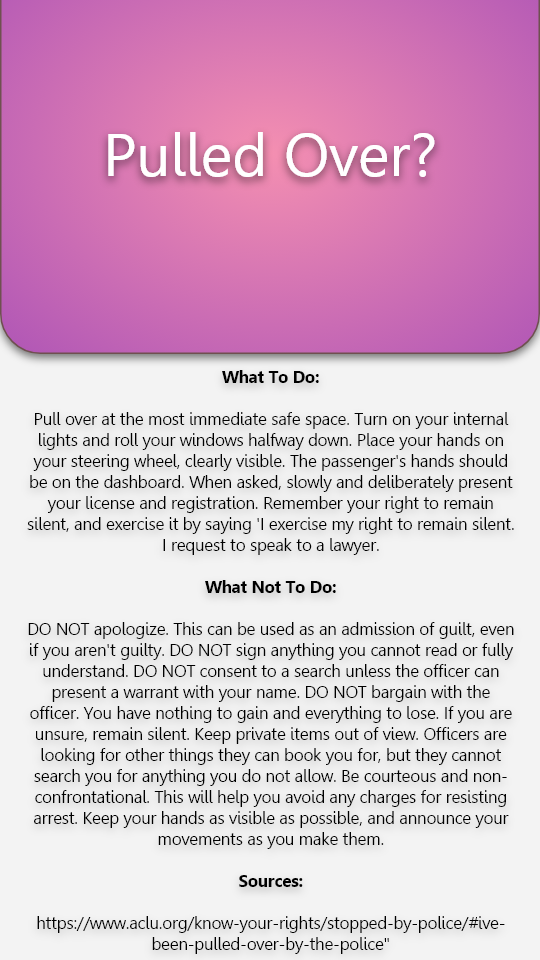 Pulled Over?
What To Do:
Pull over at the most immediate safe space. Turn on your internal
lights and roll your windows halfway down. Place your hands on
your steering wheel, clearly visible. The passenger's hands should
be on the dashboard. When asked, slowly and deliberately present
your license and registration. Remember your right to remain
silent, and exercise it by saying 'I exercise my right to remain silent.
I request to speak to a lawyer.
What Not To Do:
DO NOT apologize. This can be used as an admission of guilt, even
if you aren't guilty. DO NOT sign anything you cannot read or fully
understand. DO NOT consent to a search unless the officer can
present a warrant with your name. DO NOT bargain with the
officer. You have nothing to gain and everything to lose. If you are
unsure, remain silent. Keep private items out of view. Officers are
looking for other things they can book you for, but they cannot
search you for anything you do not allow. Be courteous and non-
confrontational. This will help you avoid any charges for resisting
arrest. Keep your hands as visible as possible, and announce your
movements as you make them.
Sources:
https://www.aclu.org/know-your-rights/stopped-by-police/#ive-
been-pulled-over-by-the-police"